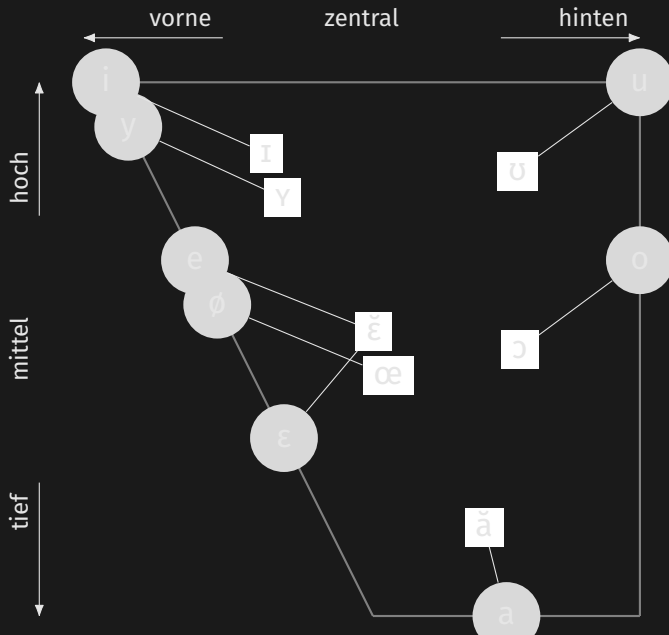 vorne zentral hinten
i u
y
ɪ
hoch
ʊ
ʏ
e o
ø
ɛ̆
mittel
ɔ
œ
ɛ
tief
ă
a